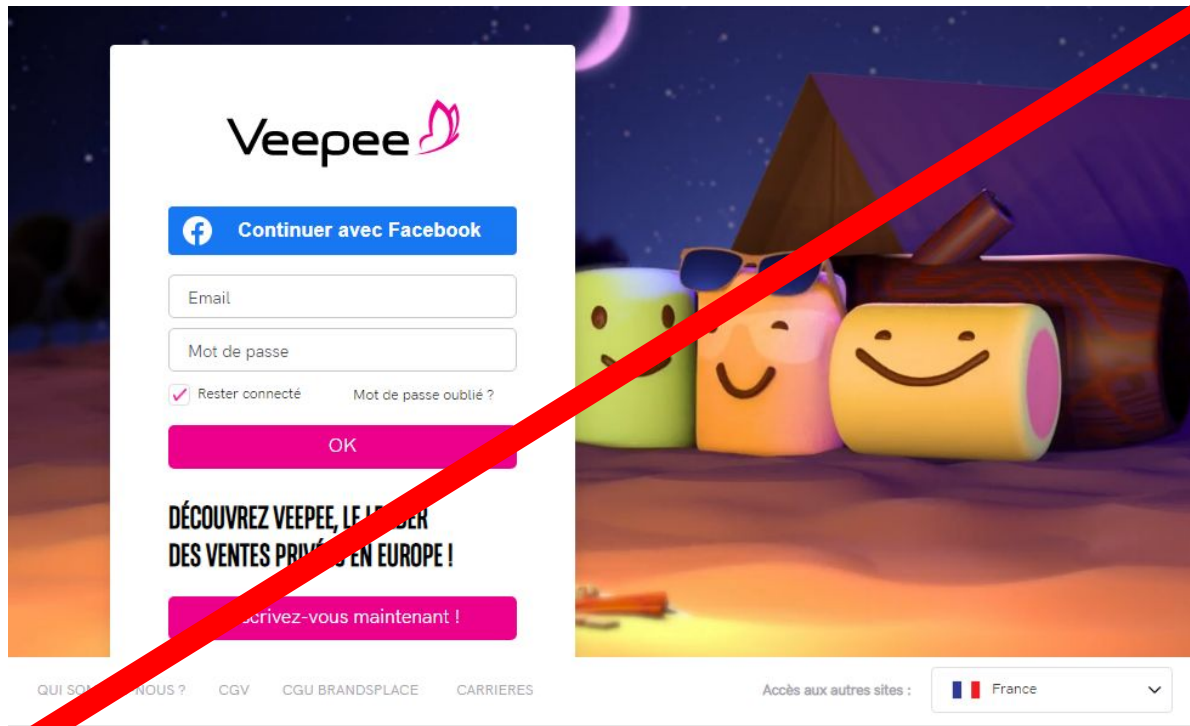 Veepee
Continuer avec Facebook
Email
Mot de passe
Rester connecté Mot de passe oublié ?
OK
DÉCOUVREZ VEEPEE, LE
DES VENTES EN EUROPE !
maintenant !
QUI NOUS ? CGV CGU BRANDSPLACE CARRIERES Accès aux autres sites : France